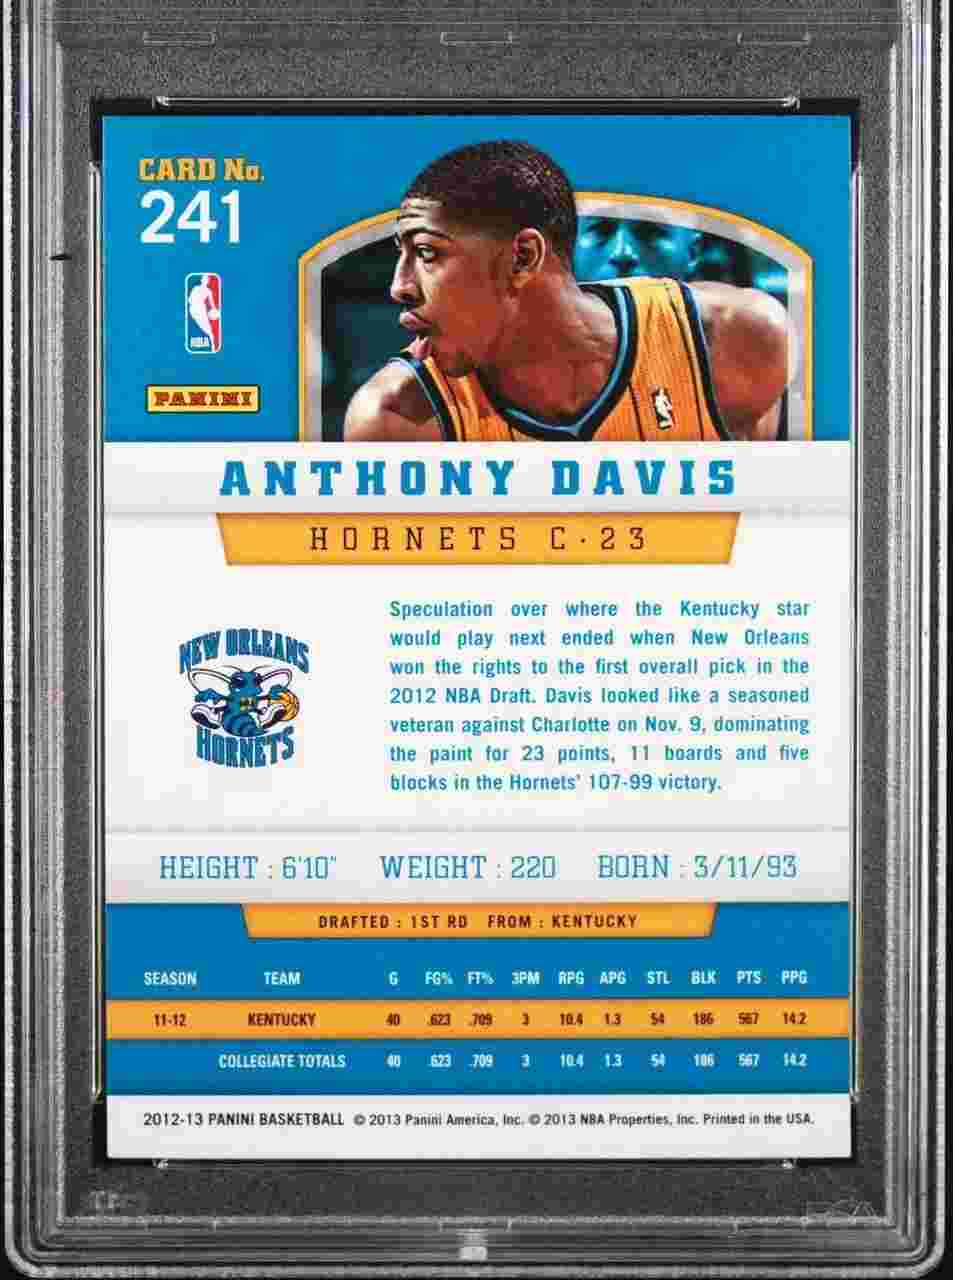 CARD No.
241
NBA
PANINI
ANTHONY DAVIS
HORNETS C·23
NEW ORLEANS
HORNETS
Speculation over where the Kentucky star
would play next ended when New Orleans
won the rights to the first overall pick in the
2012 NBA Draft. Davis looked like a seasoned
veteran against Charlotte on Nov. 9, dominating
the paint for 23 points, 11 boards and five
blocks in the Hornets' 107-99 victory.
HEIGHT : 6'10" WEIGHT : 220 BORN : 3/11/93
DRAFTED : 1ST RD FROM : KENTUCKY
SEASON TEAM G FG% FT% 3PM RPG APG STL BLK PTS PPG
11-12 KENTUCKY 40 .623 .709 3 10.4 1.3 54 186 567 14.2
COLLEGIATE TOTALS 40 .623 .709 3 10.4 1.3 54 186 567 14.2
2012-13 PANINI BASKETBALL © 2013 Panini America, Inc. © 2013 NBA Properties, Inc. Printed in the USA.